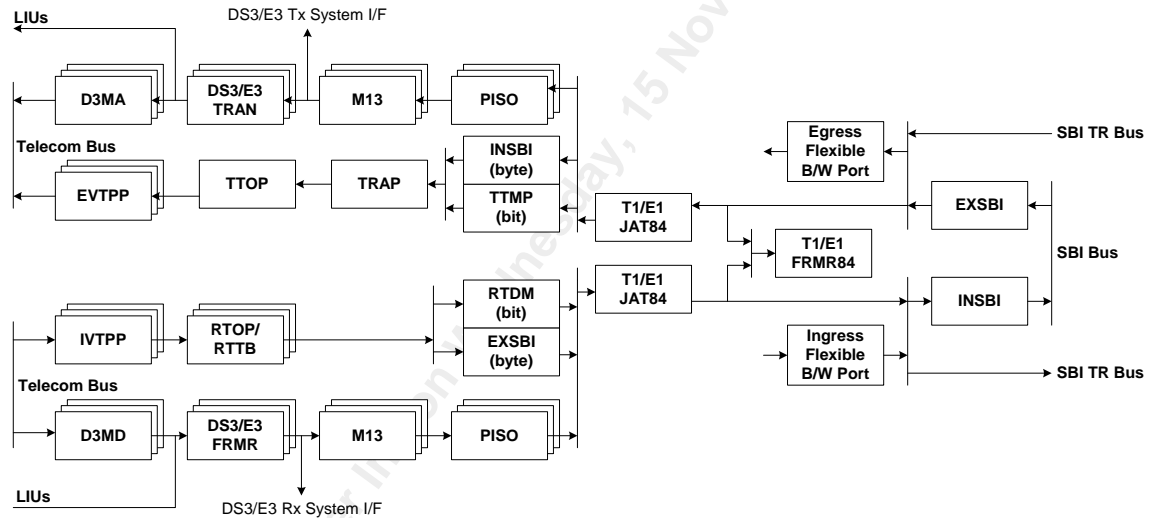 LIUs
DS3/E3 Tx System I/F
D3MA
DS3/E3
TRAN
M13
PISO
Telecom Bus
EVTPP
TTOP
TRAP
INSBI
(byte)
TTMP
(bit)
T1/E1
JAT84
Egress
Flexible
B/W Port
SBI TR Bus
EXSBI
T1/E1
FRMR84
SBI Bus
T1/E1
JAT84
INSBI
IVTPP
RTOP/
RTTB
RTDM
(bit)
EXSBI
(byte)
Ingress
Flexible
B/W Port
SBI TR Bus
Telecom Bus
D3MD
DS3/E3
FRMR
M13
PISO
LIUs
DS3/E3 Rx System I/F
15 Nov